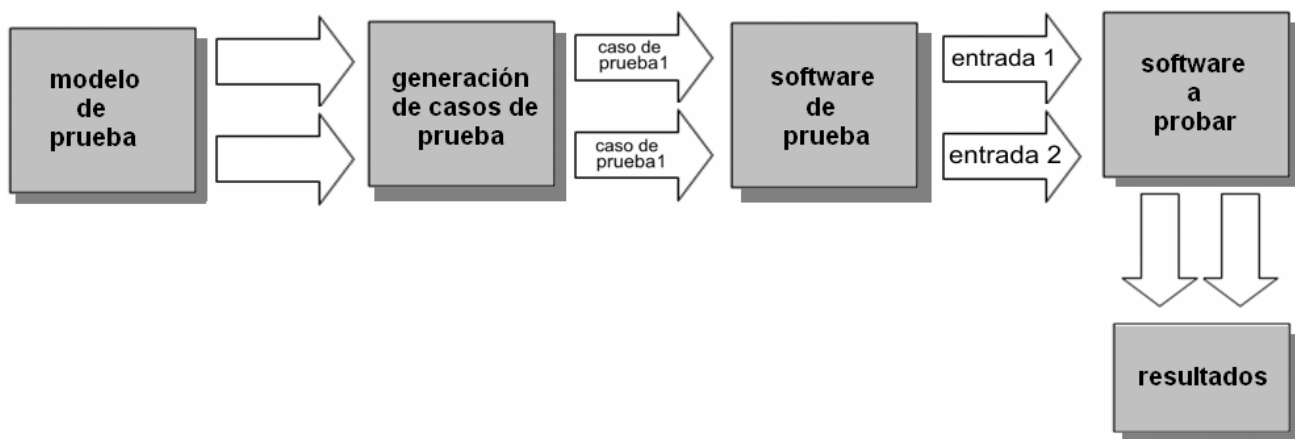 modelo
de
prueba
generación
de casos de
prueba
caso de
prueba1
caso de
prueba1
software
de
prueba
entrada 1
entrada 2
software
a
probar
resultados